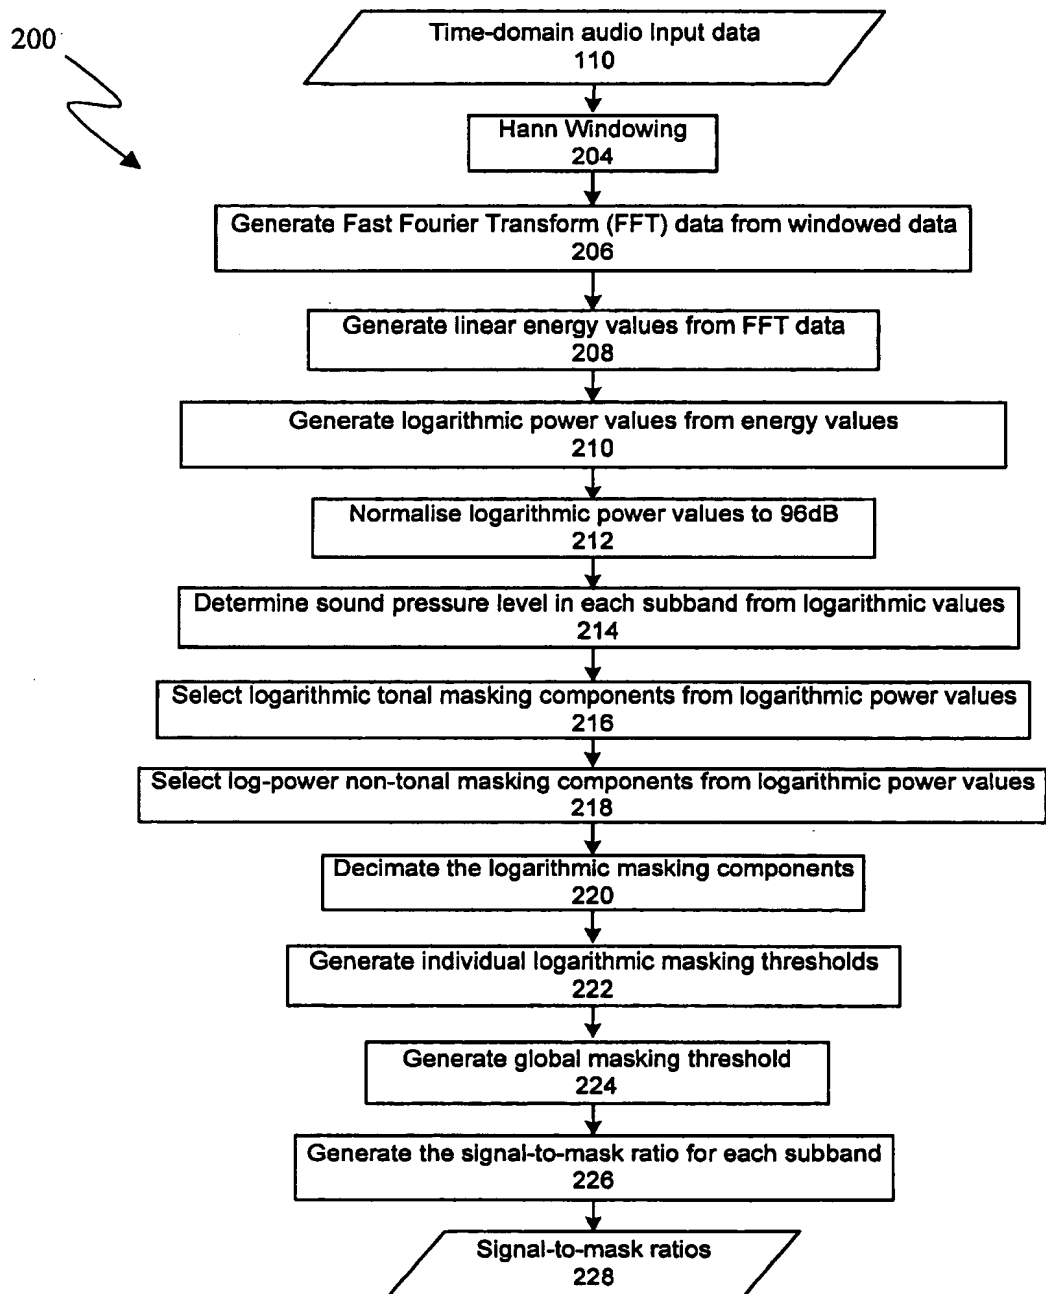 200
Time-domain audio input data
110
Hann Windowing
204
Generate Fast Fourier Transform (FFT) data from windowed data
206
Generate linear energy values from FFT data
208
Generate logarithmic power values from energy values
210
Normalise logarithmic power values to 96dB
212
Determine sound pressure level in each subband from logarithmic values
214
Select logarithmic tonal masking components from logarithmic power values
216
Select log-power non-tonal masking components from logarithmic power values
218
Decimate the logarithmic masking components
220
Generate individual logarithmic masking thresholds
222
Generate global masking threshold
224
Generate the signal-to-mask ratio for each subband
226
Signal-to-mask ratios
228